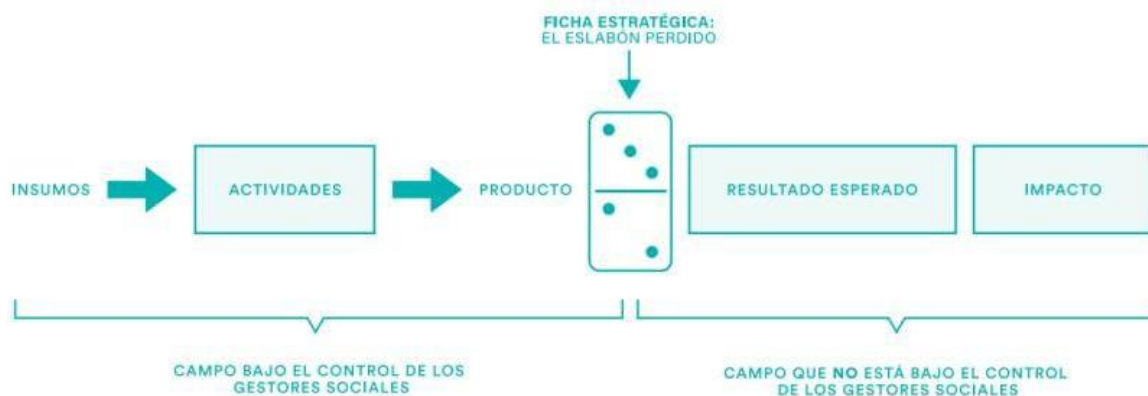 FICHA ESTRATÉGICA:
EL ESLABÓN PERDIDO
INSUMOS
ACTIVIDADES
PRODUCTO
RESULTADO ESPERADO
IMPACTO
CAMPO BAJO EL CONTROL DE LOS
GESTORES SOCIALES
CAMPO QUE NO ESTÁ BAJO EL CONTROL
DE LOS GESTORES SOCIALES